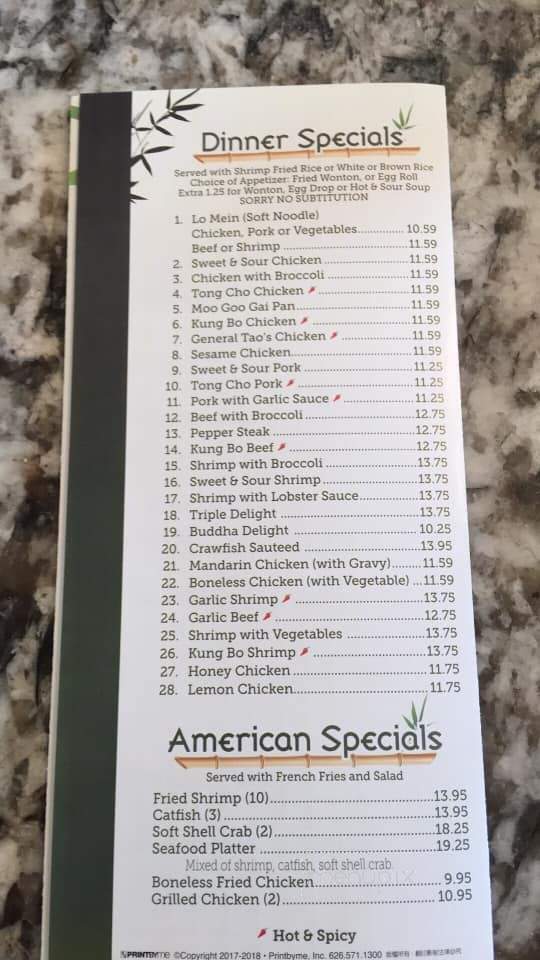 Dinner Specials
Served with Shrimp Fried Rice or White or Brown Rice
Choice of Appetizer: Fried Wonton, or Egg Roll
Extra 1.25 for Wonton, Egg Drop or Hot & Sour Soup
SORRY NO SUBTITUTION
1. Lo Mein (Soft Noodle)
Chicken, Pork or Vegetables.............. 10.59
Beef or Shrimp ...............................11.59
2. Sweet & Sour Chicken .....................11.59
3. Chicken with Broccoli .....................11.59
4. Tong Cho Chicken ........................11.59
5. Moo Goo Gai Pan............................11.59
6. Kung Bo Chicken .........................11.59
7. General Tao's Chicken ..................11.59
8. Sesame Chicken.............................11.59
9. Sweet & Sour Pork ..........................11.25
10. Tong Cho Pork ............................11.25
11. Pork with Garlic Sauce .................11.25
12. Beef with Broccoli..........................12.75
13. Pepper Steak ..................................12.75
14. Kung Bo Beef ...............................12.75
15. Shrimp with Broccoli .....................13.75
16. Sweet & Sour Shrimp......................13.75
17. Shrimp with Lobster Sauce..............13.75
18. Triple Delight .................................13.75
19. Buddha Delight ..............................10.25
20. Crawfish Sauteed ...........................13.95
21. Mandarin Chicken (with Gravy)........11.59
22. Boneless Chicken (with Vegetable) ...11.59
23. Garlic Shrimp ...............................13.75
24. Garlic Beef ...................................12.75
25. Shrimp with Vegetables ..................13.75
26. Kung Bo Shrimp ..........................13.75
27. Honey Chicken ................................11.75
28. Lemon Chicken................................11.75
American Specials
Served with French Fries and Salad
Fried Shrimp (10)........................................13.95
Catfish (3) ..................................................13.95
Soft Shell Crab (2).......................................18.25
Seafood Platter ...........................................19.25
Mixed of shrimp, catfish, soft shell crab.
Boneless Fried Chicken............................... 9.95
Grilled Chicken (2)...................................... 10.95
Hot & Spicy
PRINTBYme ©Copyright 2017-2018 • Printbyme, Inc. 626.571.1300